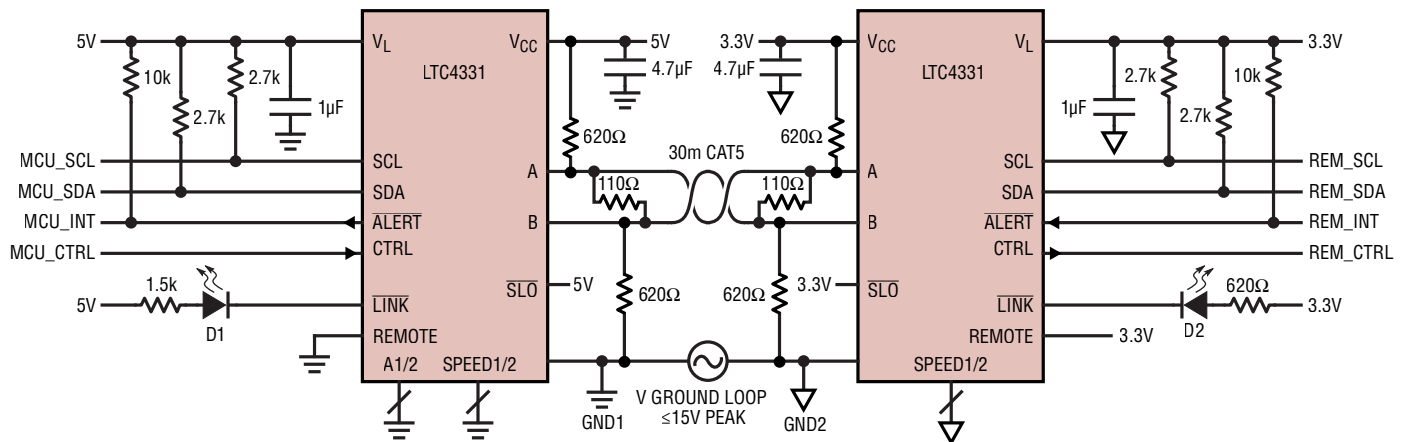 5V
VL
VCC
5V
3.3V
VCC
VL
3.3V
LTC4331
LTC4331
10k
2.7k
2.7k
1µF
4.7µF
4.7µF
1µF
2.7k
2.7k
10k
620Ω
620Ω
30m CAT5
MCU_SCL
SCL
A
A
SCL
REM_SCL
110Ω
110Ω
MCU_SDA
SDA
SDA
REM_SDA
MCU_INT
ALERT
B
B
ALERT
REM_INT
MCU_CTRL
CTRL
CTRL
REM_CTRL
1.5k
5V
D1
LINK
SLO
5V
620Ω
620Ω
3.3V
SLO
LINK
D2
620Ω
3.3V
REMOTE
REMOTE
3.3V
A1/2
SPEED1/2
SPEED1/2
GND1
V GROUND LOOP
≤15V PEAK
GND2